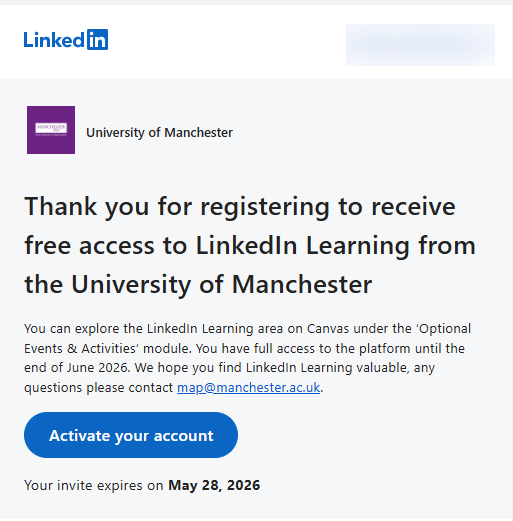 LinkedIn
MANCHESTER
University of Manchester
Thank you for registering to receive
free access to LinkedIn Learning from
the University of Manchester
You can explore the LinkedIn Learning area on Canvas under the ‘Optional
Events & Activities’ module. You have full access to the platform until the
end of June 2026. We hope you find LinkedIn Learning valuable, any
questions please contact map@manchester.ac.uk.
Activate your account
Your invite expires on May 28, 2026